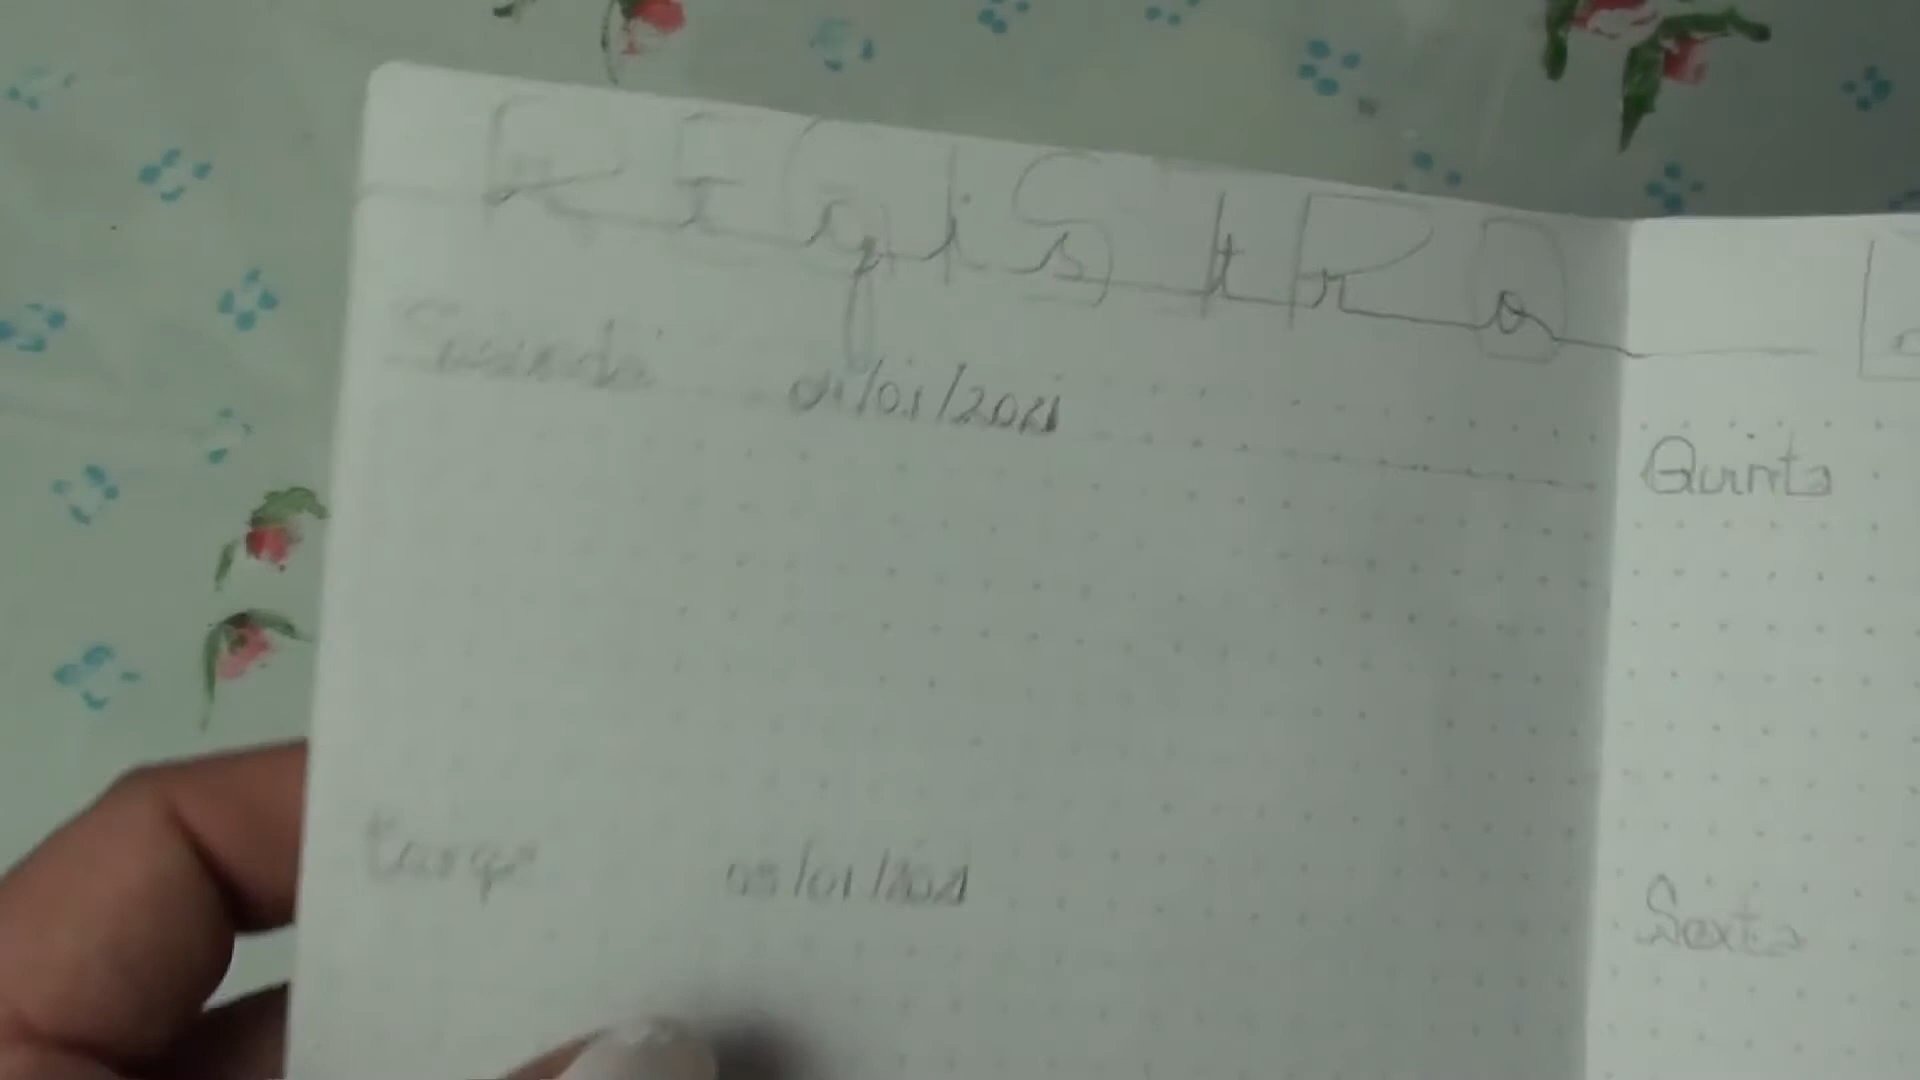 REgistRo
Segunda 04/01/2021
terça 05/01/2021
Quinta
Sexta